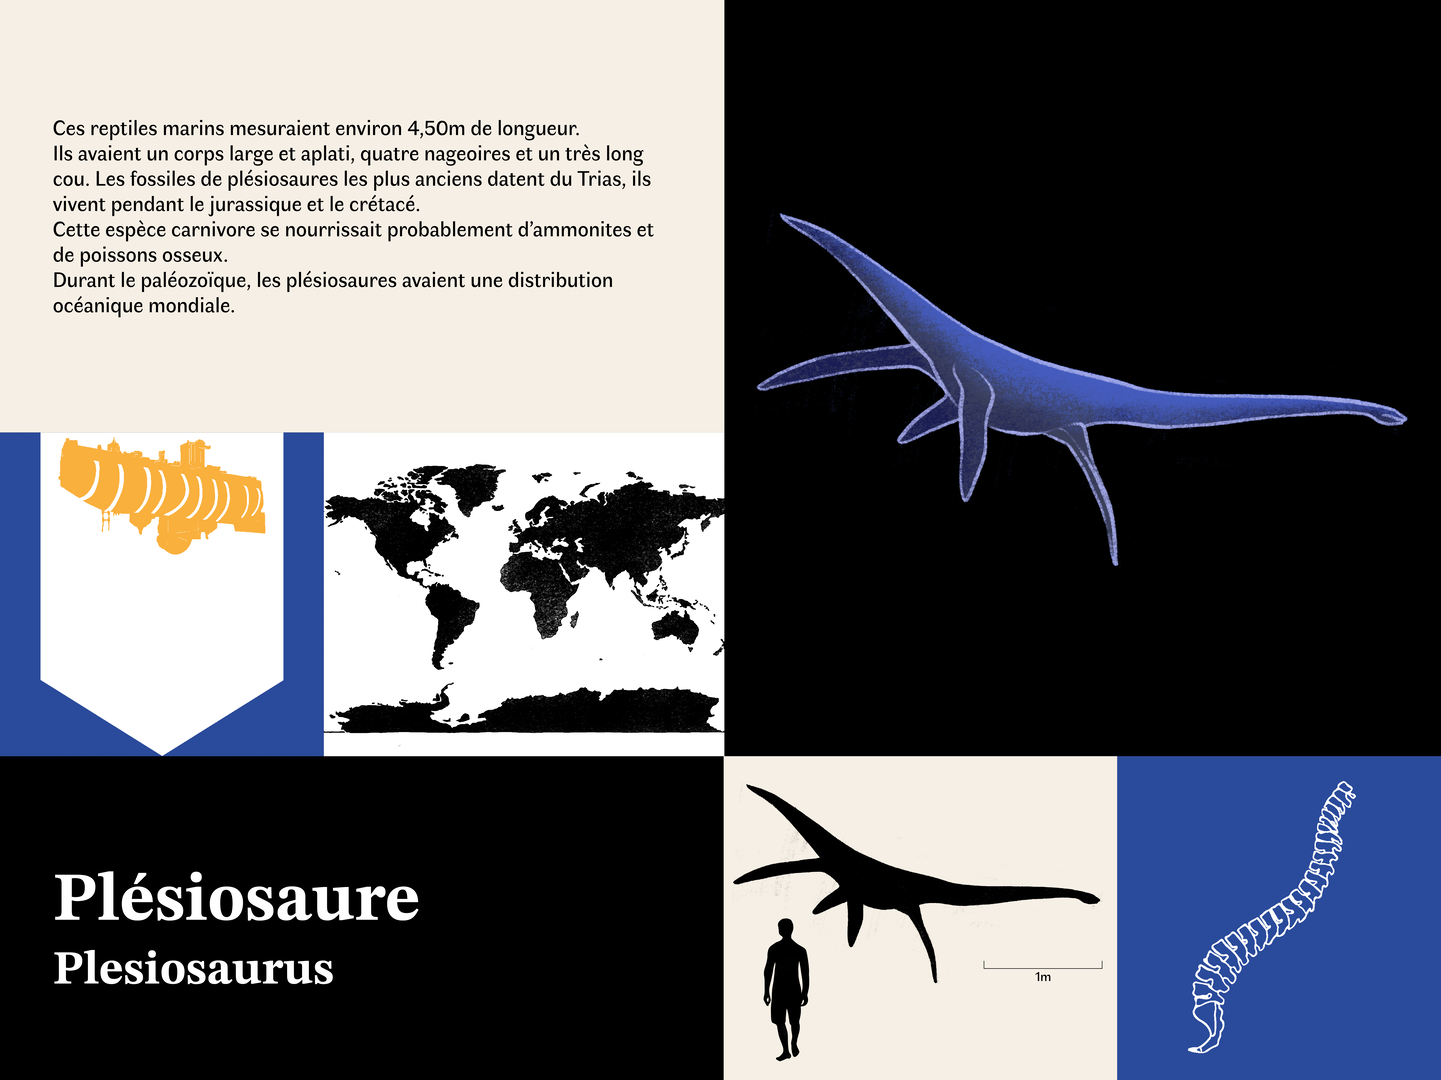 Ces reptiles marins mesuraient environ 4,50m de longueur.
Ils avaient un corps large et aplati, quatre nageoires et un très long
cou. Les fossiles de plésiosaures les plus anciens datent du Trias, ils
vivent pendant le jurassique et le crétacé.
Cette espèce carnivore se nourrissait probablement d’ammonites et
de poissons osseux.
Durant le paléozoïque, les plésiosaures avaient une distribution
océanique mondiale.
Plésiosaure
Plesiosaurus
1m